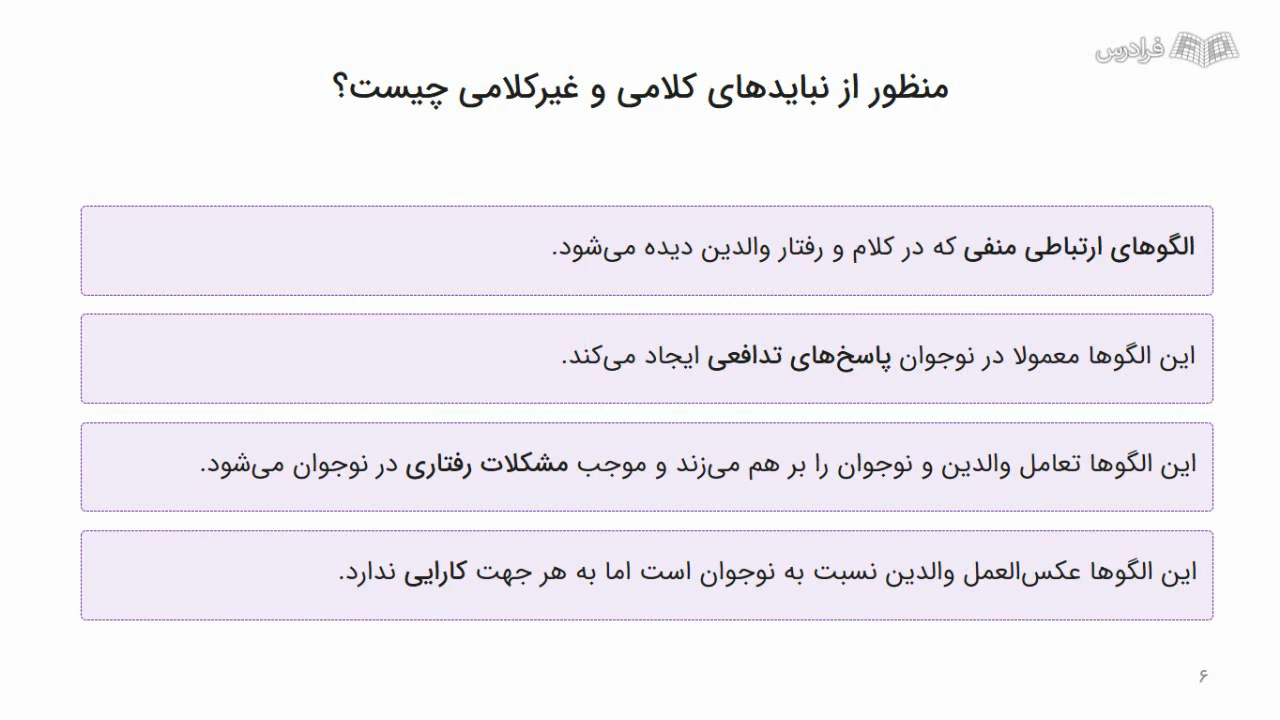 فرادرس
منظور از نبایدهای کلامی و غیرکلامی چیست؟
الگوهای ارتباطی منفی که در کلام و رفتار والدین دیده می‌شود.
این الگوها معمولا در نوجوان پاسخ‌های تدافعی ایجاد می‌کند.
این الگوها تعامل والدین و نوجوان را بر هم می‌زند و موجب مشکلات رفتاری در نوجوان می‌شود.
این الگوها عکس‌العمل والدین نسبت به نوجوان است اما به هر جهت کارایی ندارد.
۶